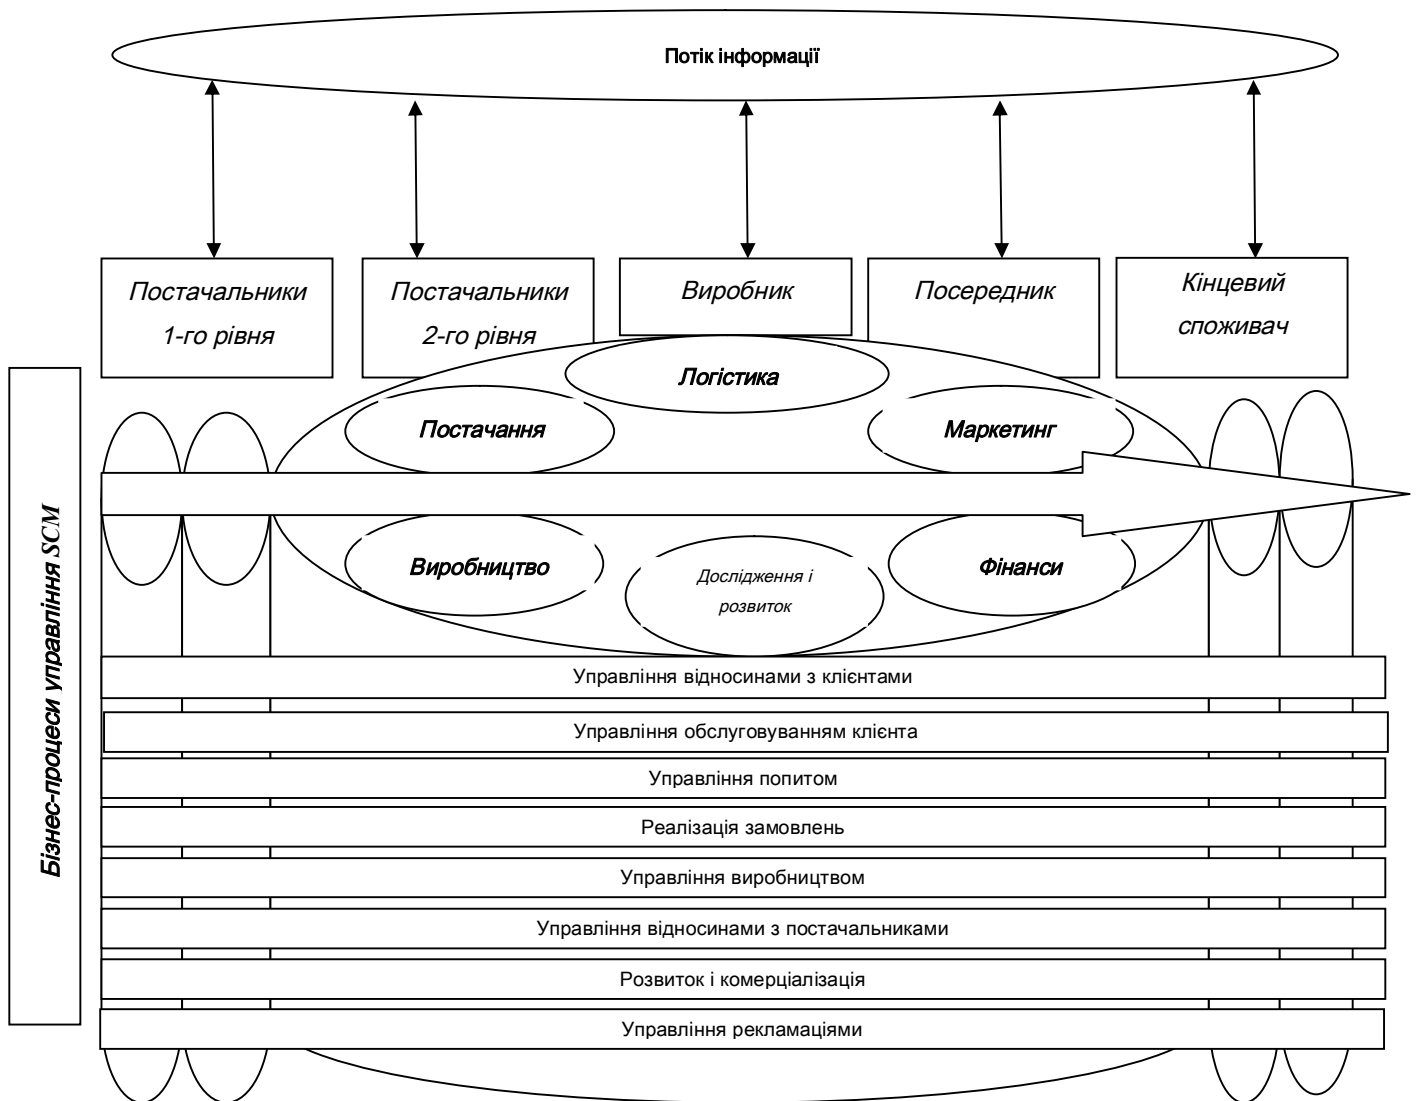 Потік інформації
Постачальники
1-го рівня
Постачальники
2-го рівня
Виробник
Посередник
Кінцевий
споживач
Логістика
Постачання
Маркетинг
Виробництво
Дослідження і
розвиток
Фінанси
Бізнес-процеси управління SCM
Управління відносинами з клієнтами
Управління обслуговуванням клієнта
Управління попитом
Реалізація замовлень
Управління виробництвом
Управління відносинами з постачальниками
Розвиток і комерціалізація
Управління рекламаціями